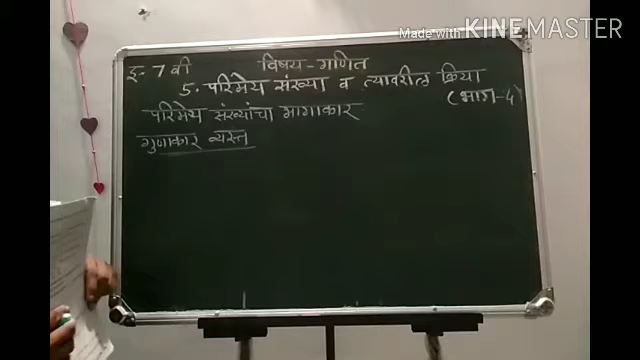 Made with KINEMASTER
इ- 7 वी विषय - गणित
5. परिमेय संख्या व त्यावरील क्रिया
(भाग-4)
परिमेय संख्यांचा भागाकार
गुणाकार व्यस्त